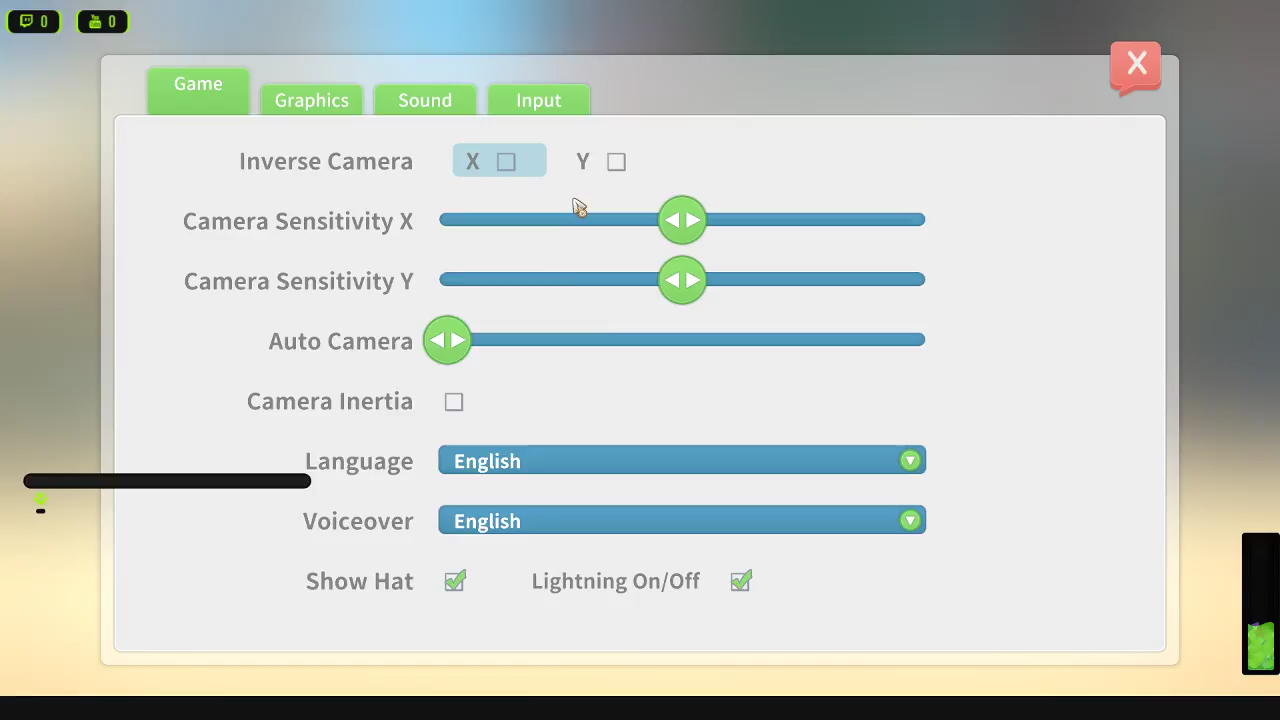 0 0
X
Game Graphics Sound Input
Inverse Camera X Y
Camera Sensitivity X
Camera Sensitivity Y
Auto Camera
Camera Inertia
Language English
Voiceover English
Show Hat Lightning On/Off